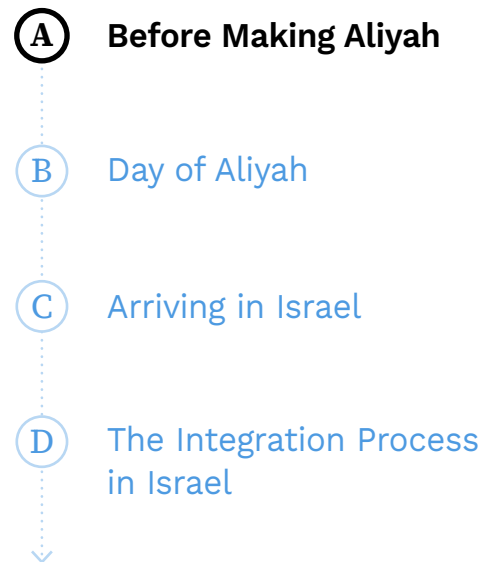 A Before Making Aliyah
B Day of Aliyah
C Arriving in Israel
D The Integration Process
in Israel